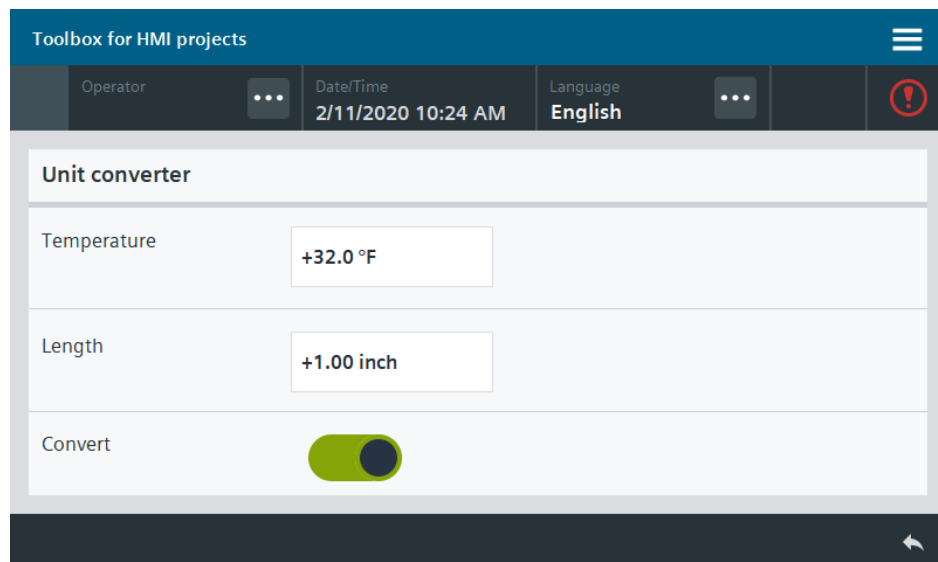 Toolbox for HMI projects
Operator
Date/Time
2/11/2020 10:24 AM
Language
English
Unit converter
Temperature
+32.0 °F
Length
+1.00 inch
Convert